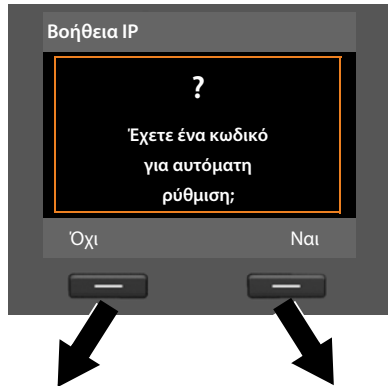 Βοήθεια IP
?
Έχετε ένα κωδικό
για αυτόματη
ρύθμιση;
Όχι Ναι